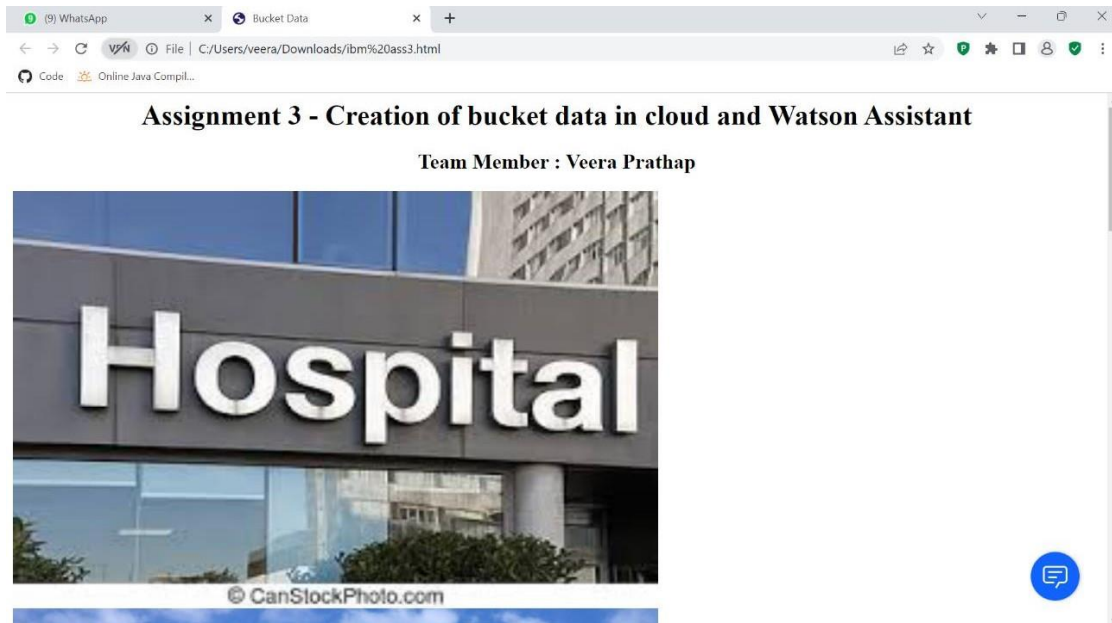 (9) WhatsApp
Bucket Data
VPN
File
C:/Users/veera/Downloads/ibm%20ass3.html
Code
Online Java Compil...
Assignment 3 - Creation of bucket data in cloud and Watson Assistant
Team Member : Veera Prathap
Hospital
© CanStockPhoto.com